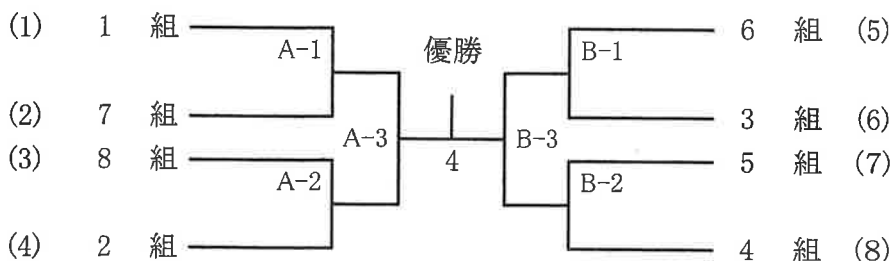 (1) 1 組
A-1
(2) 7 組
A-3
(3) 8 組
A-2
(4) 2 組
優勝
4
6 組 (5)
B-1
3 組 (6)
B-3
5 組 (7)
B-2
4 組 (8)